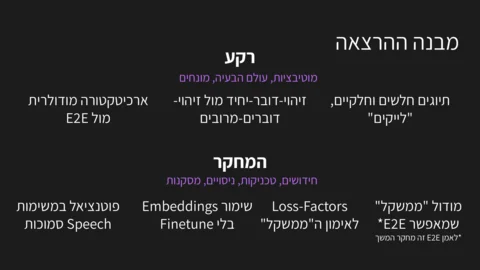 מבנה ההרצאה
רקע
מוטיבציות, עולם הבעיה, מונחים
תיוגים חלשים וחלקיים,
"לייקים"
זיהוי-דובר-יחיד מול זיהוי-
דוברים-מרובים
ארכיטקטורה מודולרית
מול E2E
המחקר
חידושים, טכניקות, ניסויים, מסקנות
מודול "ממשקל"
שמאפשר E2E*
*לאמן E2E זה מחקר המשך
Loss-Factors
לאימון ה"ממשקל"
שימור Embeddings
בלי Finetune
פוטנציאל במשימות
Speech סמוכות